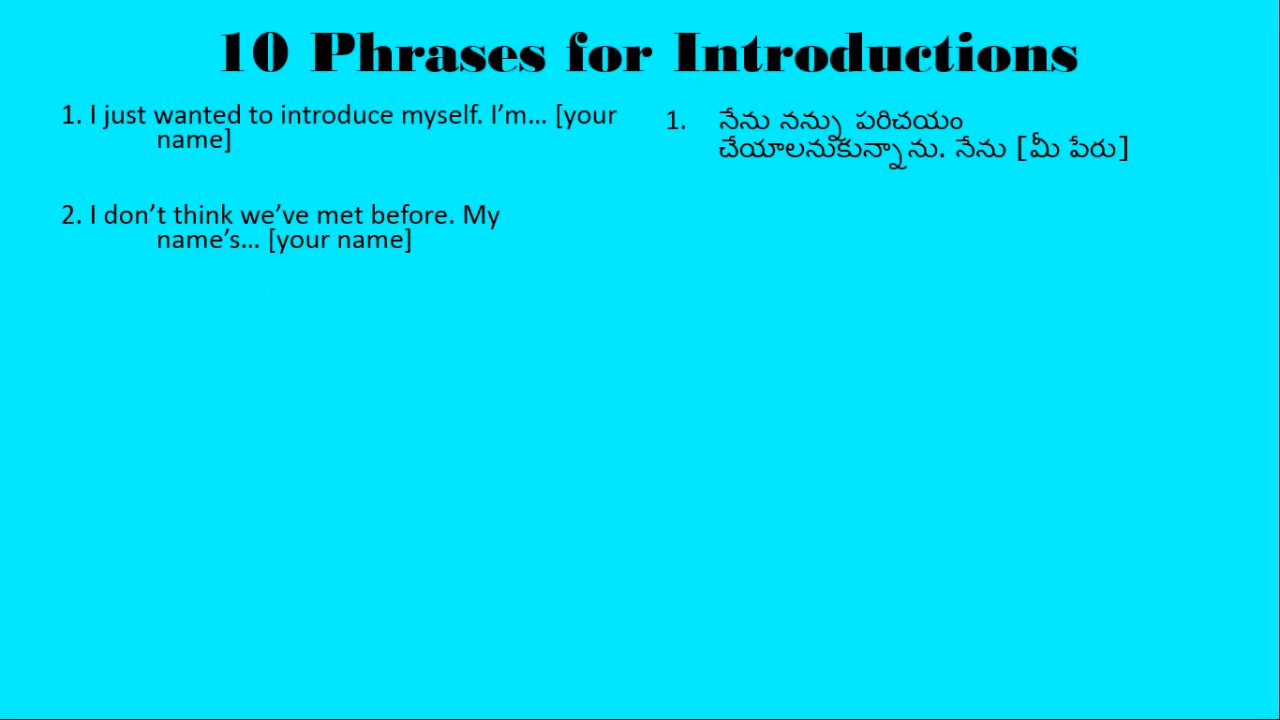 10 Phrases for Introductions
1. I just wanted to introduce myself. I’m... [your
name]
2. I don’t think we’ve met before. My
name’s... [your name]
1. నేను నన్ను పరిచయం
చేయాలనుకున్నాను. నేను [మీ పేరు]